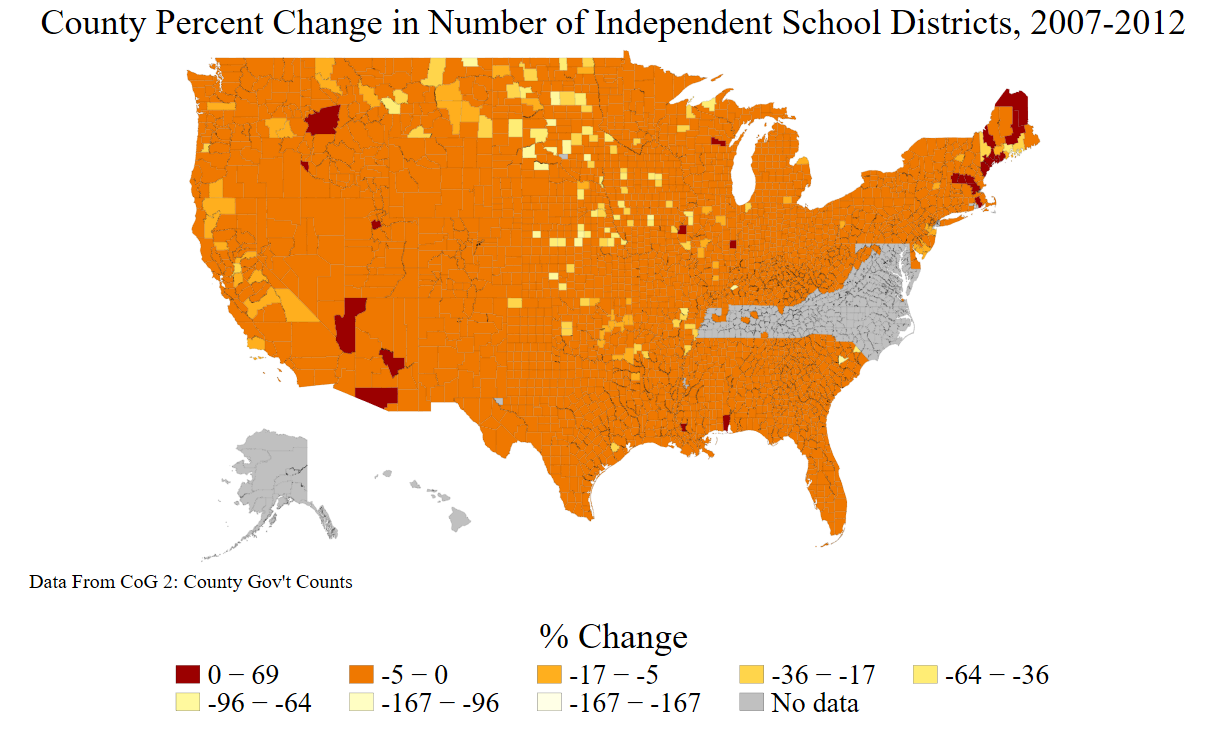 County Percent Change in Number of Independent School Districts, 2007-2012
Data From CoG 2: County Gov't Counts
% Change
0 − 69 -5 − 0 -17 − -5 -36 − -17 -64 − -36
-96 − -64 -167 − -96 -167 − -167 No data